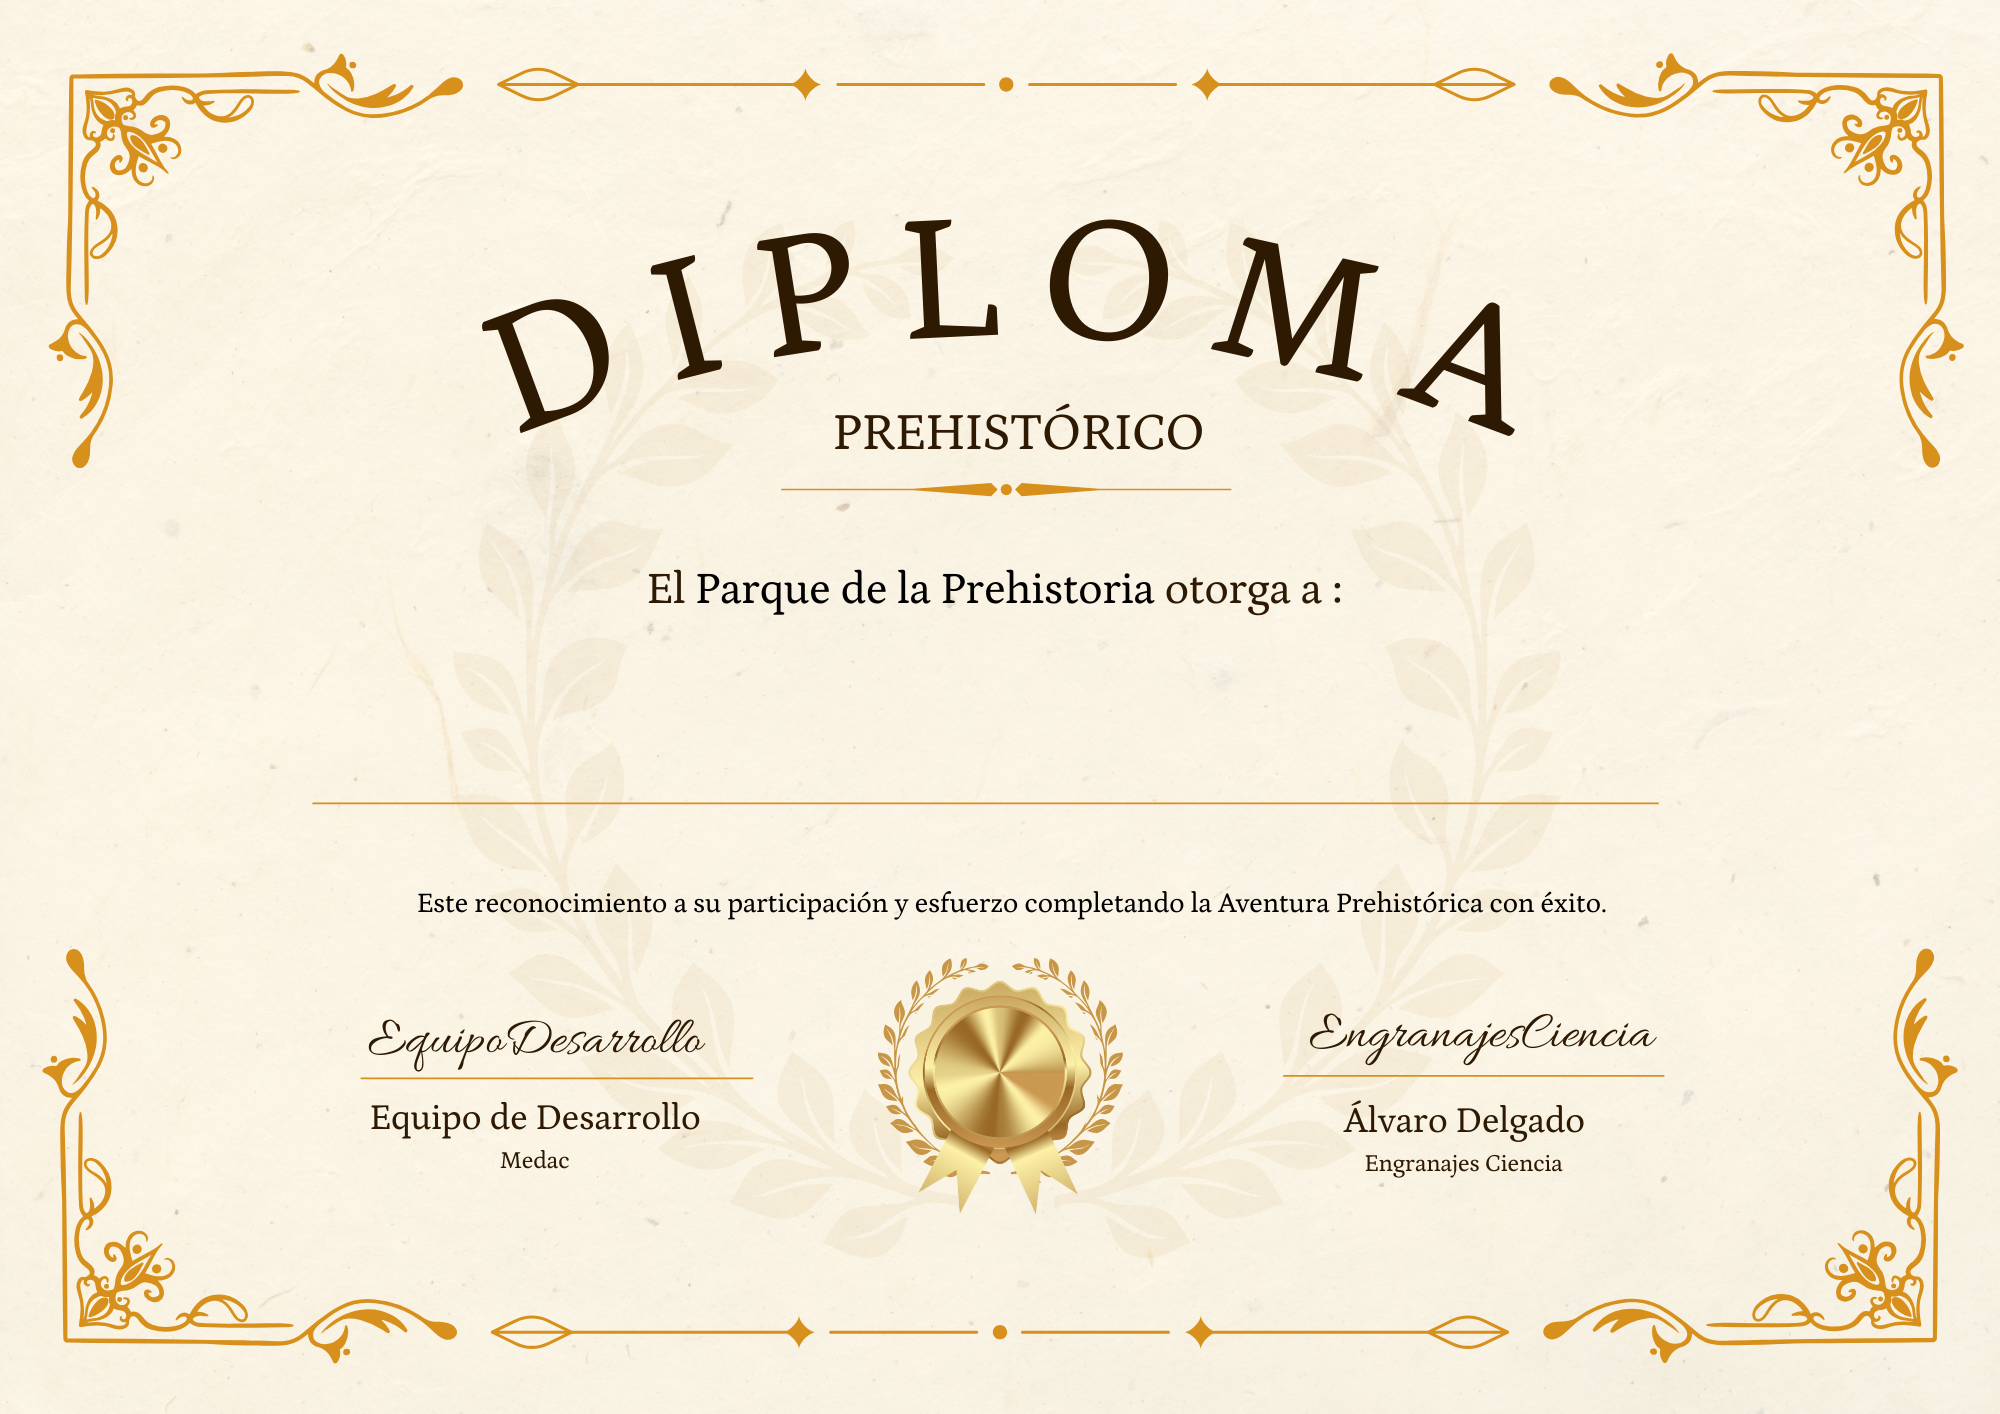 DIPLOMA
PREHISTÓRICO
El Parque de la Prehistoria otorga a :
Este reconocimiento a su participación y esfuerzo completando la Aventura Prehistórica con éxito.
EquipoDesarrollo
Equipo de Desarrollo
Medac
EngranajesCiencia
Álvaro Delgado
Engranajes Ciencia